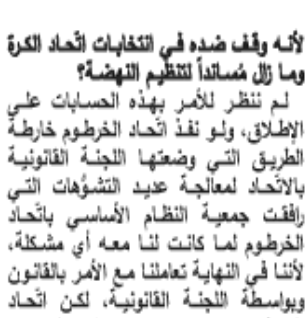 لأنه وقف ضده في انتخابات اتحاد الكرة
وما زال مُسانداً لتنظيم النهضة؟
لم ننظر للأمر بهذه الحسابات على
الإطلاق، ولو نفذ اتحاد الخرطوم خارطة
الطريق التي وضعتها اللجنة القانونية
بالاتحاد لمعالجة عديد التشوُّهات التي
رافقت جمعية النظام الأساسي باتحاد
الخرطوم لما كانت لنا معه أي مشكلة،
لأننا في النهاية تعاملنا مع الأمر بالقانون
وبواسطة اللجنة القانونية، لكن اتحاد